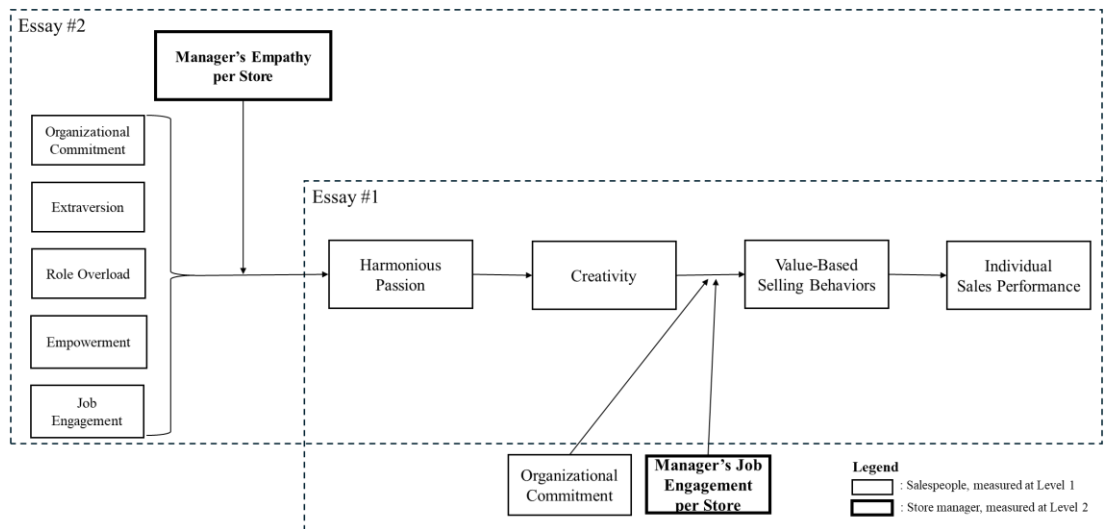 Essay #2
Manager's Empathy
per Store
Organizational
Commitment
Extraversion
Role Overload
Empowerment
Job
Engagement
Essay #1
Harmonious
Passion
Creativity
Value-Based
Selling Behaviors
Individual
Sales Performance
Organizational
Commitment
Manager's Job
Engagement
per Store
Legend
: Salespeople, measured at Level 1
: Store manager, measured at Level 2